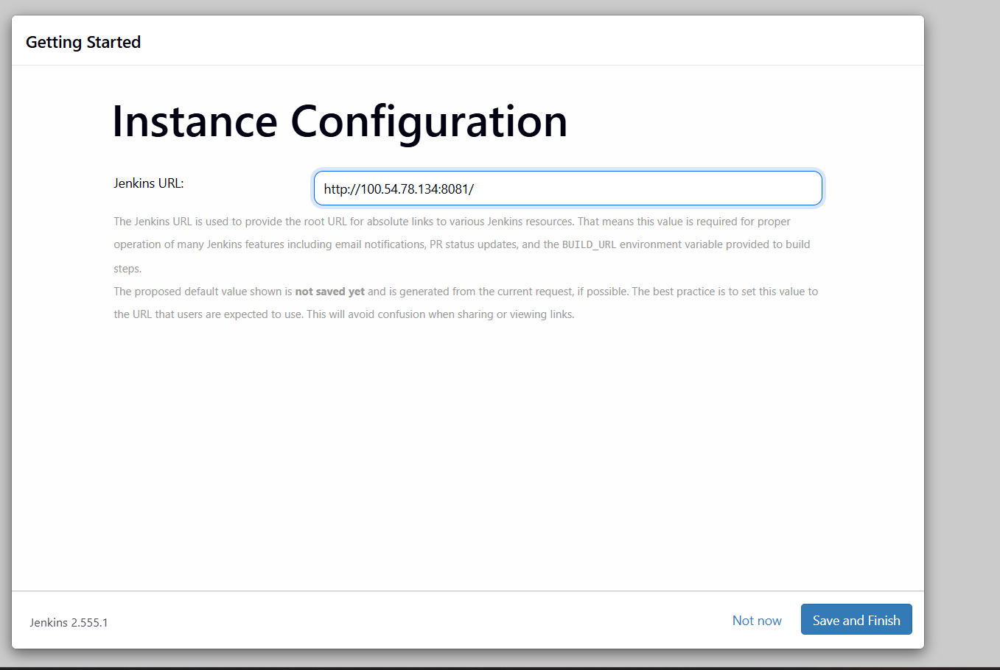 Getting Started
Instance Configuration
Jenkins URL:
http://100.54.78.134:8081/
The Jenkins URL is used to provide the root URL for absolute links to various Jenkins resources. That means this value is required for proper
operation of many Jenkins features including email notifications, PR status updates, and the BUILD_URL environment variable provided to build
steps.
The proposed default value shown is not saved yet and is generated from the current request, if possible. The best practice is to set this value to
the URL that users are expected to use. This will avoid confusion when sharing or viewing links.
Jenkins 2.555.1
Not now
Save and Finish